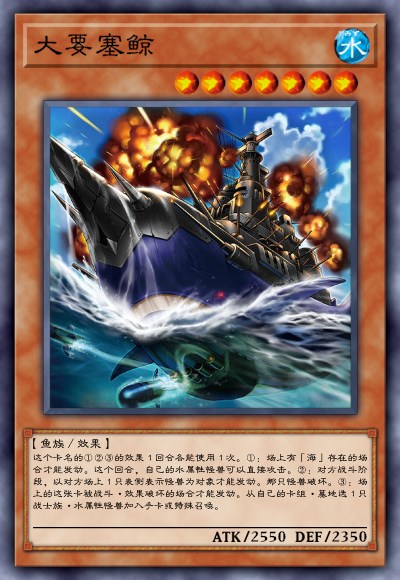 大要塞鲸
水
【鱼族／效果】
这个卡名的①②③的效果1回合各能使用1次。①：场上有「海」存在的场
合才能发动。这个回合，自己的水属性怪兽可以直接攻击。②：对方战斗阶
段，以对方场上1只表侧表示怪兽为对象才能发动。那只怪兽破坏。③：场
上的这张卡被战斗·效果破坏的场合才能发动。从自己的卡组·墓地选1只
战士族·水属性怪兽加入手卡或特殊召唤。
ATK/2550 DEF/2350